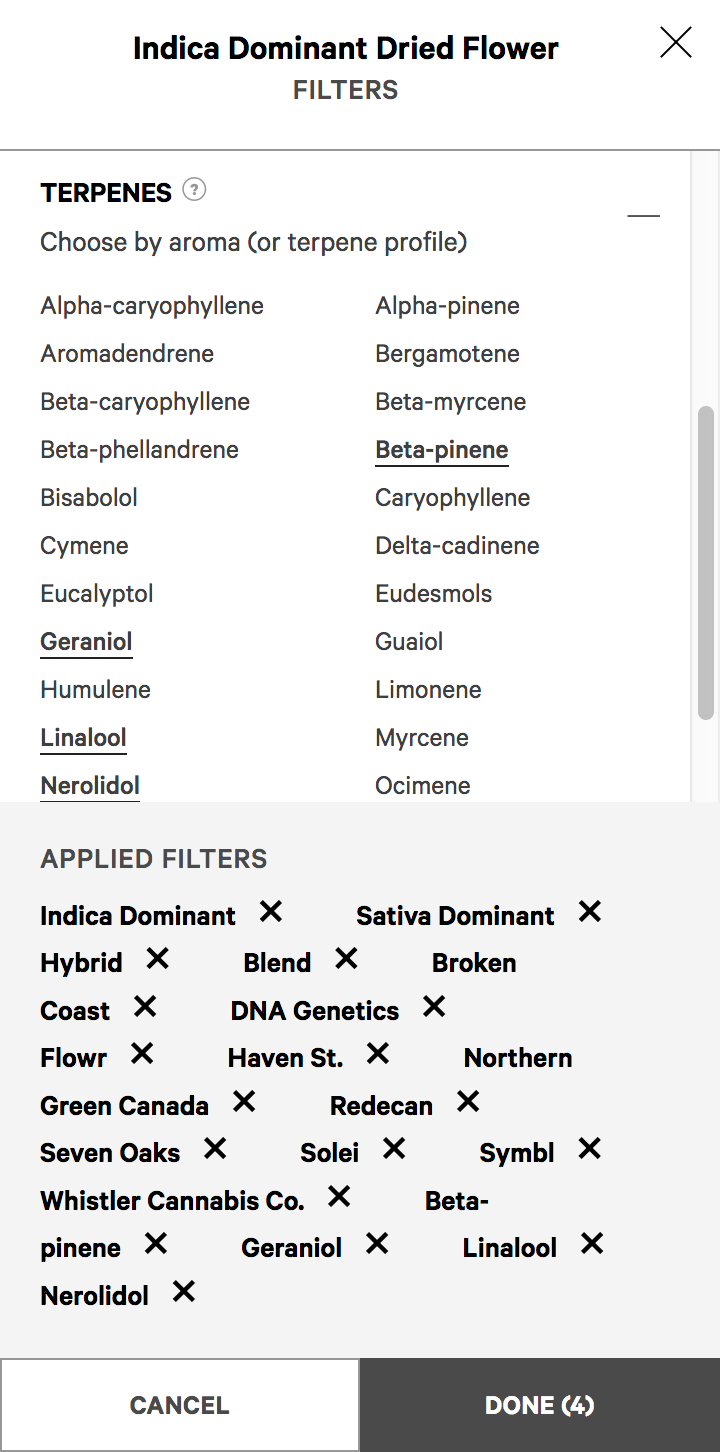 Indica Dominant Dried Flower
FILTERS
TERPENES ?
Choose by aroma (or terpene profile)
Alpha-caryophyllene Alpha-pinene
Aromadendrene Bergamotene
Beta-caryophyllene Beta-myrcene
Beta-phellandrene Beta-pinene
Bisabolol Caryophyllene
Cymene Delta-cadinene
Eucalyptol Eudesmols
Geraniol Guaiol
Humulene Limonene
Linalool Myrcene
Nerolidol Ocimene
APPLIED FILTERS
Indica Dominant Sativa Dominant
Hybrid Blend Broken
Coast DNA Genetics
Flowr Haven St. Northern
Green Canada Redecan
Seven Oaks Solei Symbl
Whistler Cannabis Co. Beta-
pinene Geraniol Linalool
Nerolidol
CANCEL DONE (4)